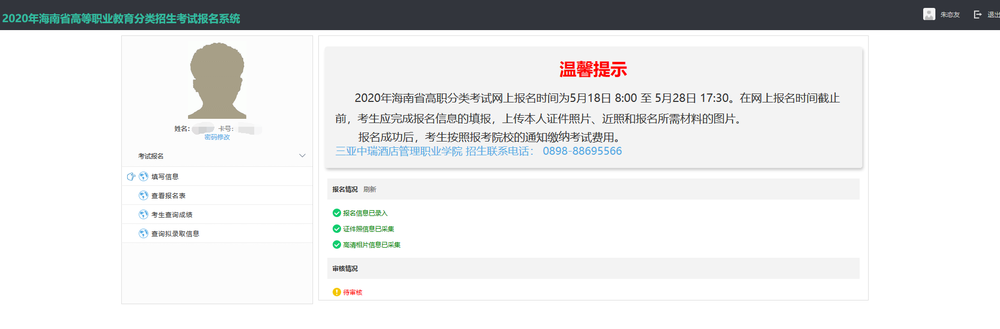 2020年海南省高等职业教育分类招生考试报名系统
朱恋友 退出
姓名: 卡号:
密码修改
考试报名
填写信息
查看报名表
考生查询成绩
查询拟录取信息
温馨提示
2020年海南省高职分类考试网上报名时间为5月18日 8:00 至 5月28日 17:30。在网上报名时间截止
前，考生应完成报名信息的填报，上传本人证件照片、近照和报名所需材料的图片。
报名成功后，考生按照报考院校的通知缴纳考试费用。
三亚中瑞酒店管理职业学院 招生联系电话： 0898-88695566
报名情况 刷新
报名信息已录入
证件照信息已采集
高清相片信息已采集
审核情况
待审核